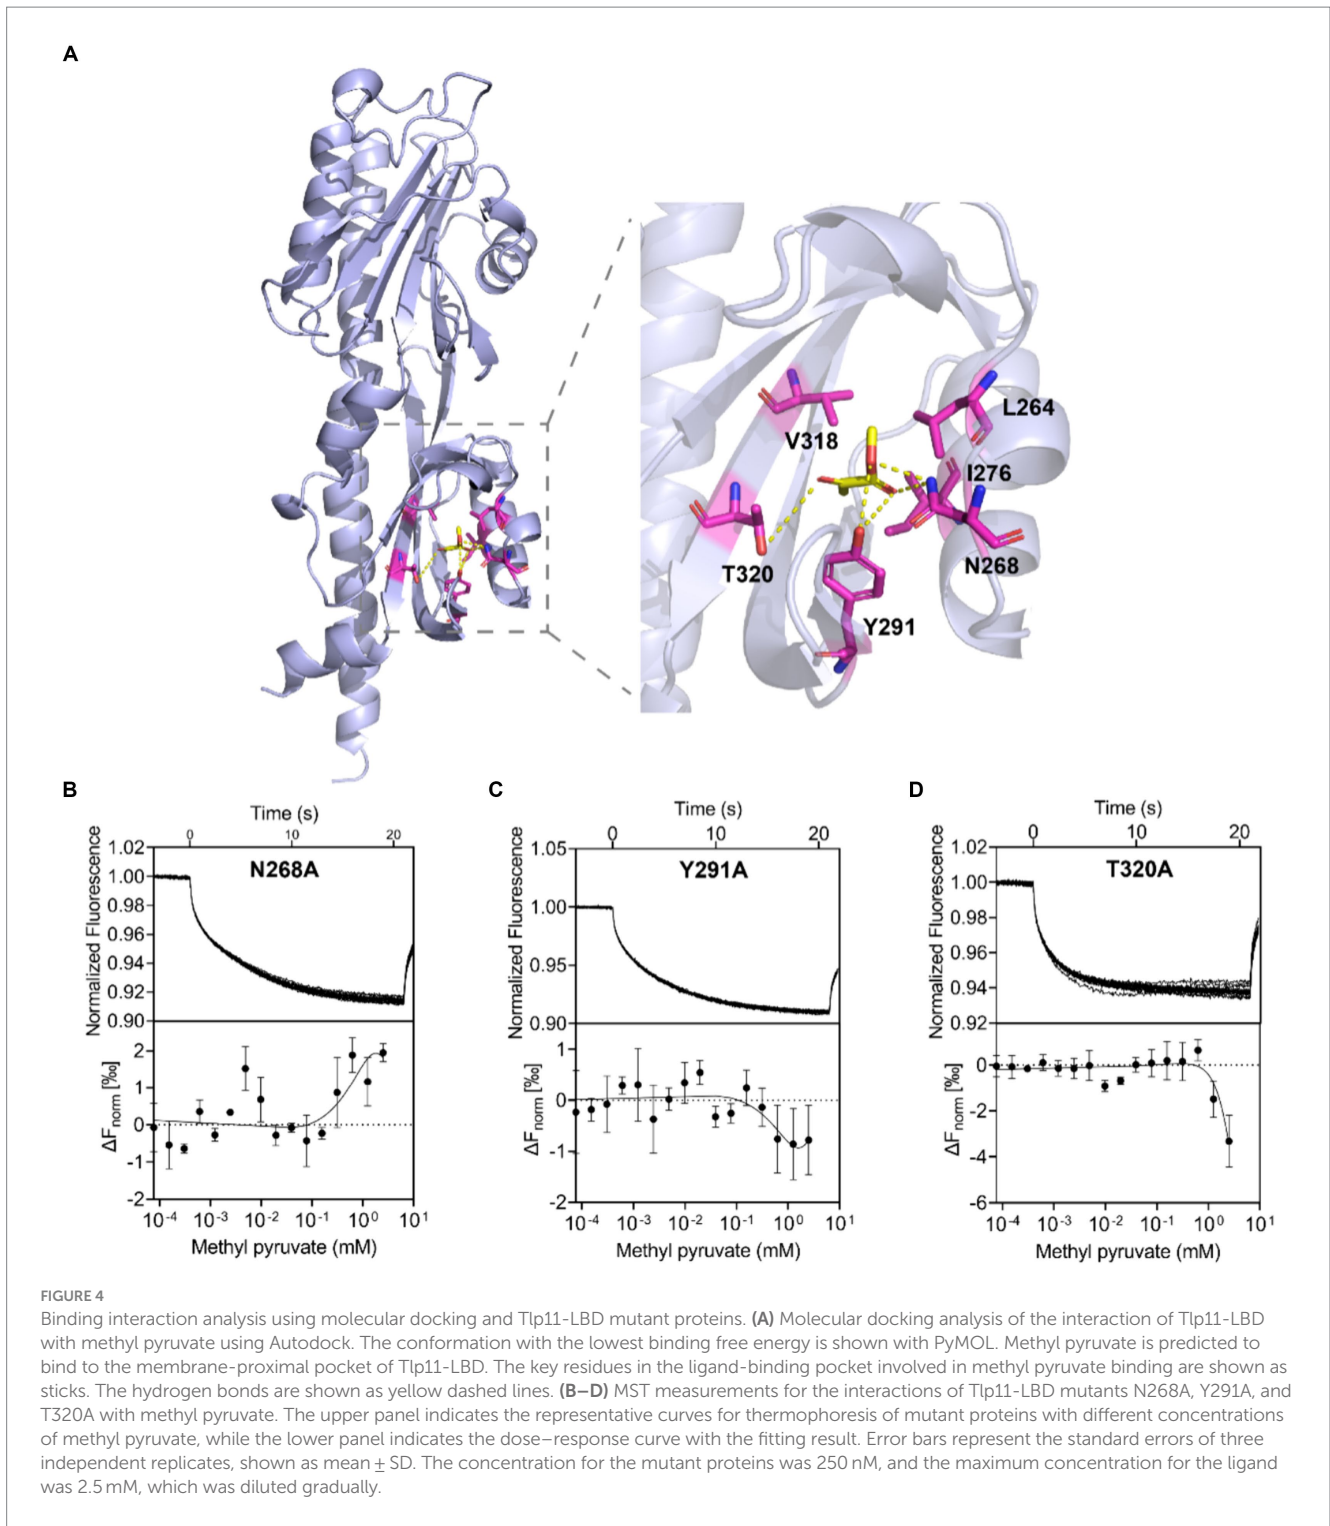 A
V318
L264
I276
T320
N268
Y291
B
Time (s)
0 10 20
Normalized Fluorescence
1.02
1.00
0.98
0.96
0.94
0.92
0.90
N268A
ΔFnorm [‰]
2
1
0
-1
-2
10-4 10-3 10-2 10-1 100 101
Methyl pyruvate (mM)
C
Time (s)
0 10 20
Normalized Fluorescence
1.05
1.00
0.95
0.90
Y291A
ΔFnorm [‰]
1
0
-1
-2
10-4 10-3 10-2 10-1 100 101
Methyl pyruvate (mM)
D
Time (s)
0 10 20
Normalized Fluorescence
1.02
1.00
0.98
0.96
0.94
0.92
T320A
ΔFnorm [‰]
0
-2
-4
-6
10-4 10-3 10-2 10-1 100 101
Methyl pyruvate (mM)
FIGURE 4
Binding interaction analysis using molecular docking and Tlp11-LBD mutant proteins. (A) Molecular docking analysis of the interaction of Tlp11-LBD
with methyl pyruvate using Autodock. The conformation with the lowest binding free energy is shown with PyMOL. Methyl pyruvate is predicted to
bind to the membrane-proximal pocket of Tlp11-LBD. The key residues in the ligand-binding pocket involved in methyl pyruvate binding are shown as
sticks. The hydrogen bonds are shown as yellow dashed lines. (B–D) MST measurements for the interactions of Tlp11-LBD mutants N268A, Y291A, and
T320A with methyl pyruvate. The upper panel indicates the representative curves for thermophoresis of mutant proteins with different concentrations
of methyl pyruvate, while the lower panel indicates the dose–response curve with the fitting result. Error bars represent the standard errors of three
independent replicates, shown as mean ± SD. The concentration for the mutant proteins was 250 nM, and the maximum concentration for the ligand
was 2.5 mM, which was diluted gradually.